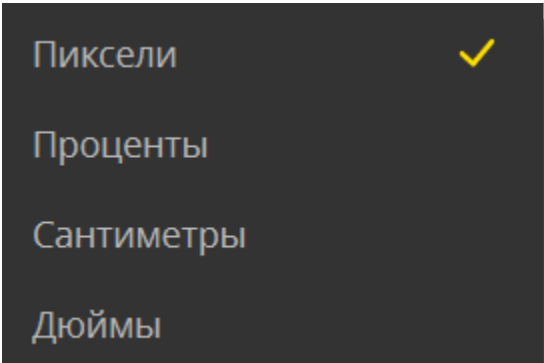 Пиксели
Проценты
Сантиметры
Дюймы